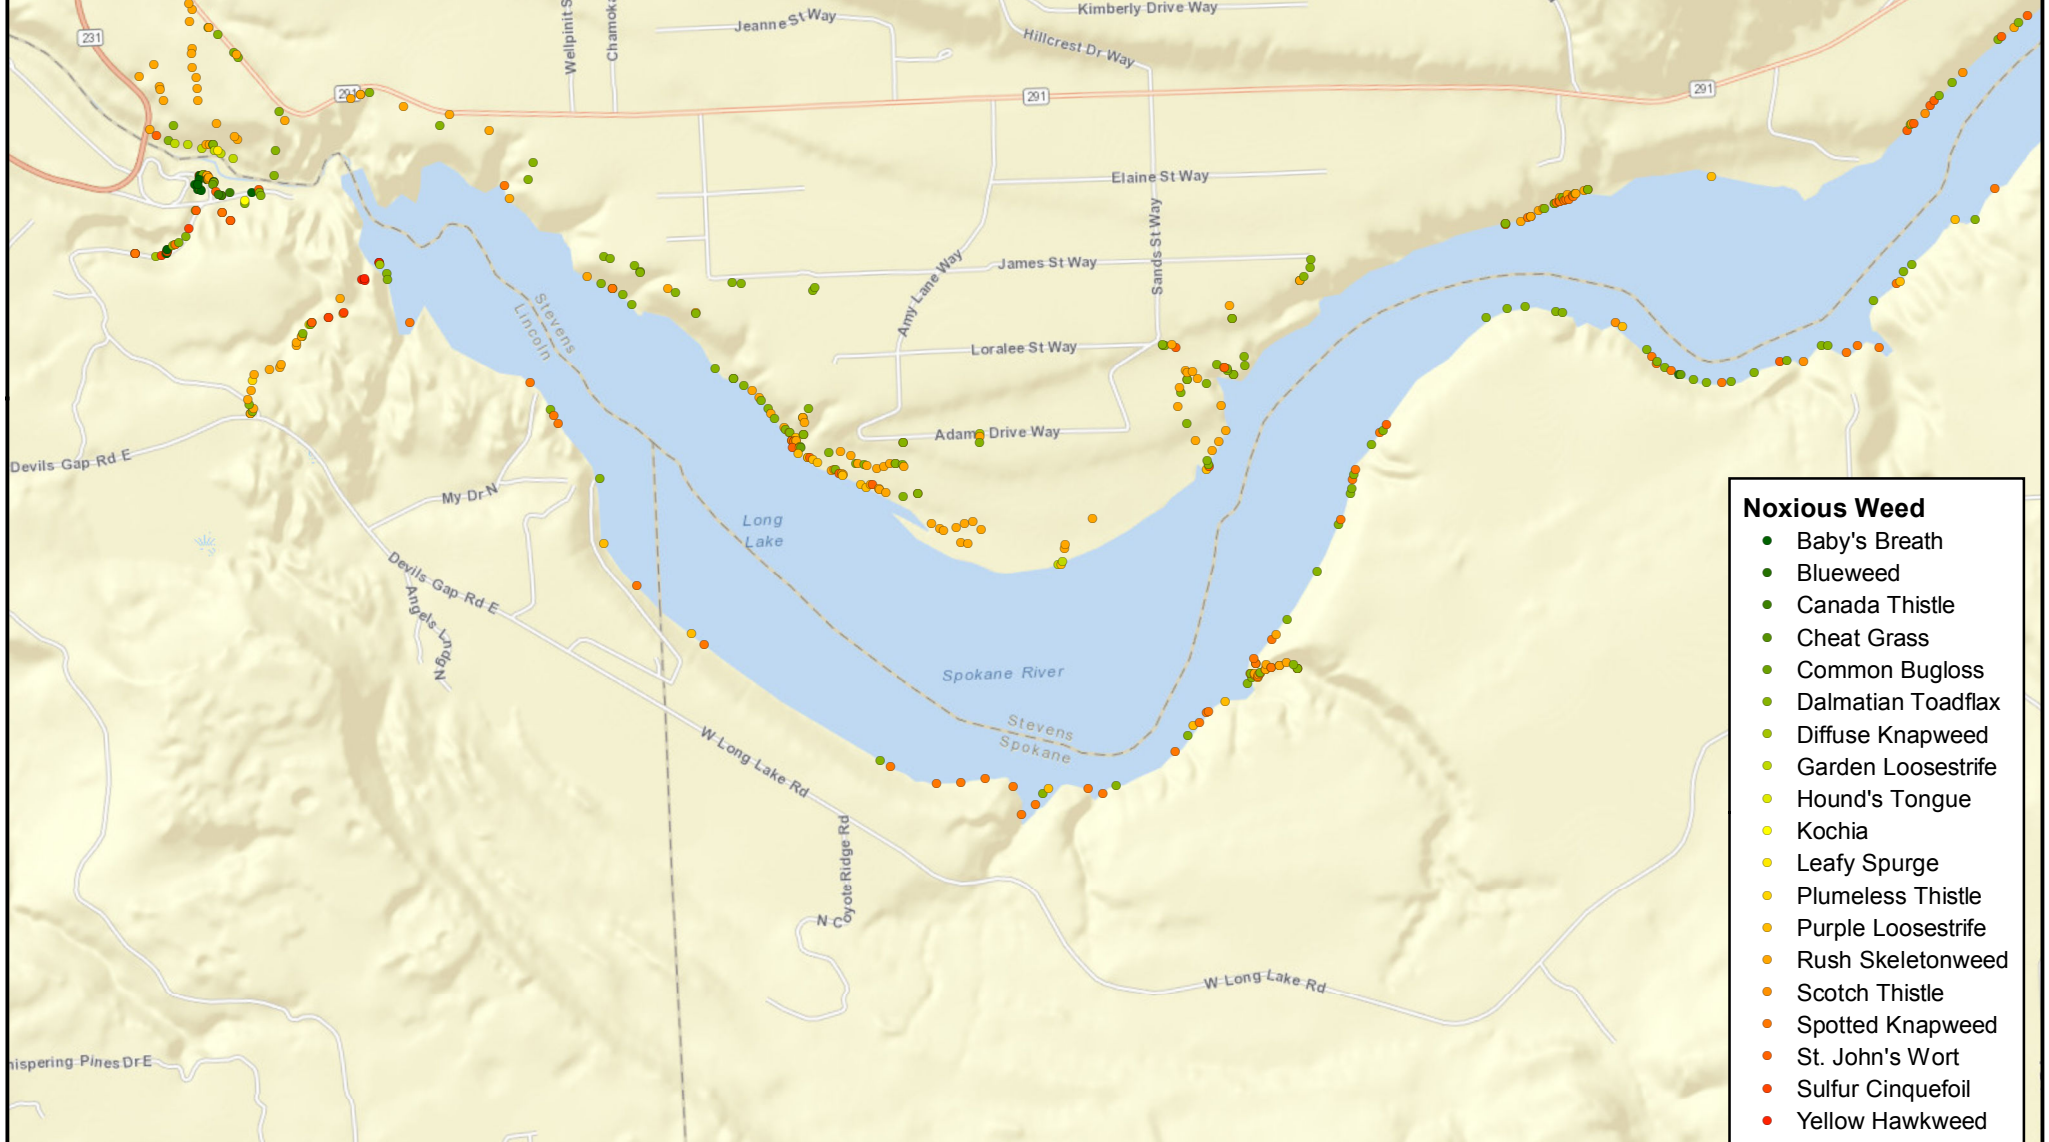 Kimberly Drive Way
Jeanne St Way
Hillcrest Dr Way
231
291
291
291
Elaine St Way
Sands St Way
James St Way
Amy Lane Way
Stevens
Lincoln
Loralee St Way
Adams Drive Way
Devils Gap Rd E
My Dr N
Long
Lake
Devils Gap Rd E
Angels Lndg N
Spokane River
Stevens
Spokane
W Long Lake Rd
N Coyote Ridge Rd
W Long Lake Rd
Pines Dr E
Noxious Weed
Baby's Breath
Blueweed
Canada Thistle
Cheat Grass
Common Bugloss
Dalmatian Toadflax
Diffuse Knapweed
Garden Loosestrife
Hound's Tongue
Kochia
Leafy Spurge
Plumeless Thistle
Purple Loosestrife
Rush Skeletonweed
Scotch Thistle
Spotted Knapweed
St. John's Wort
Sulfur Cinquefoil
Yellow Hawkweed